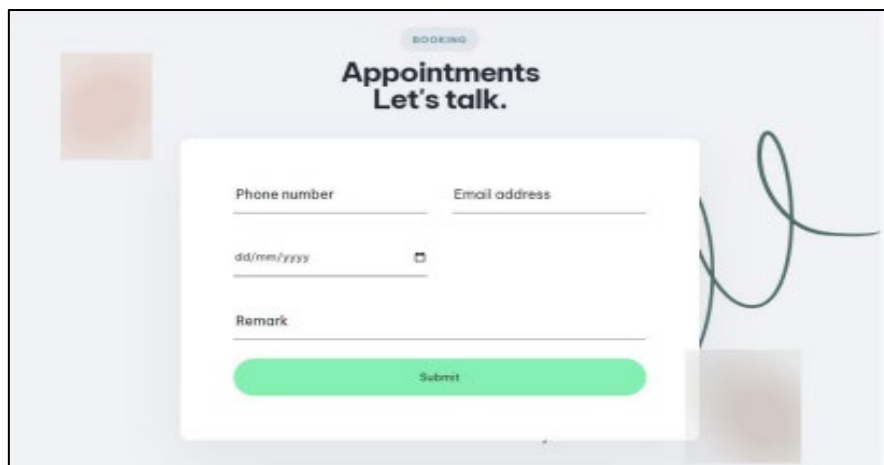 BOOKING
Appointments
Let's talk.
Phone number Email address
dd/mm/yyyy
Remark
Submit